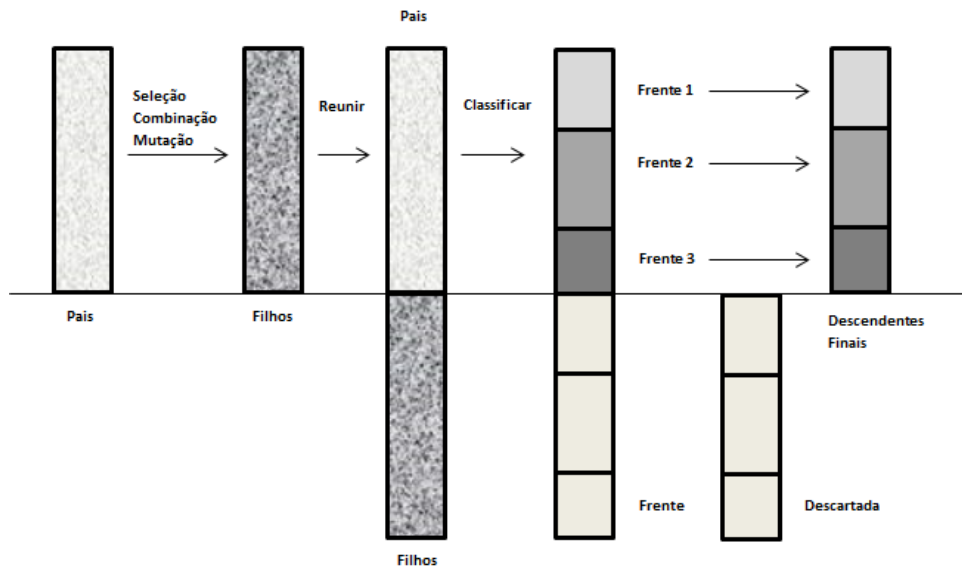 Pais
Seleção
Combinação
Mutação
Reunir
Classificar
Frente 1
Frente 2
Frente 3
Pais
Filhos
Descendentes
Finais
Frente
Descartada
Filhos